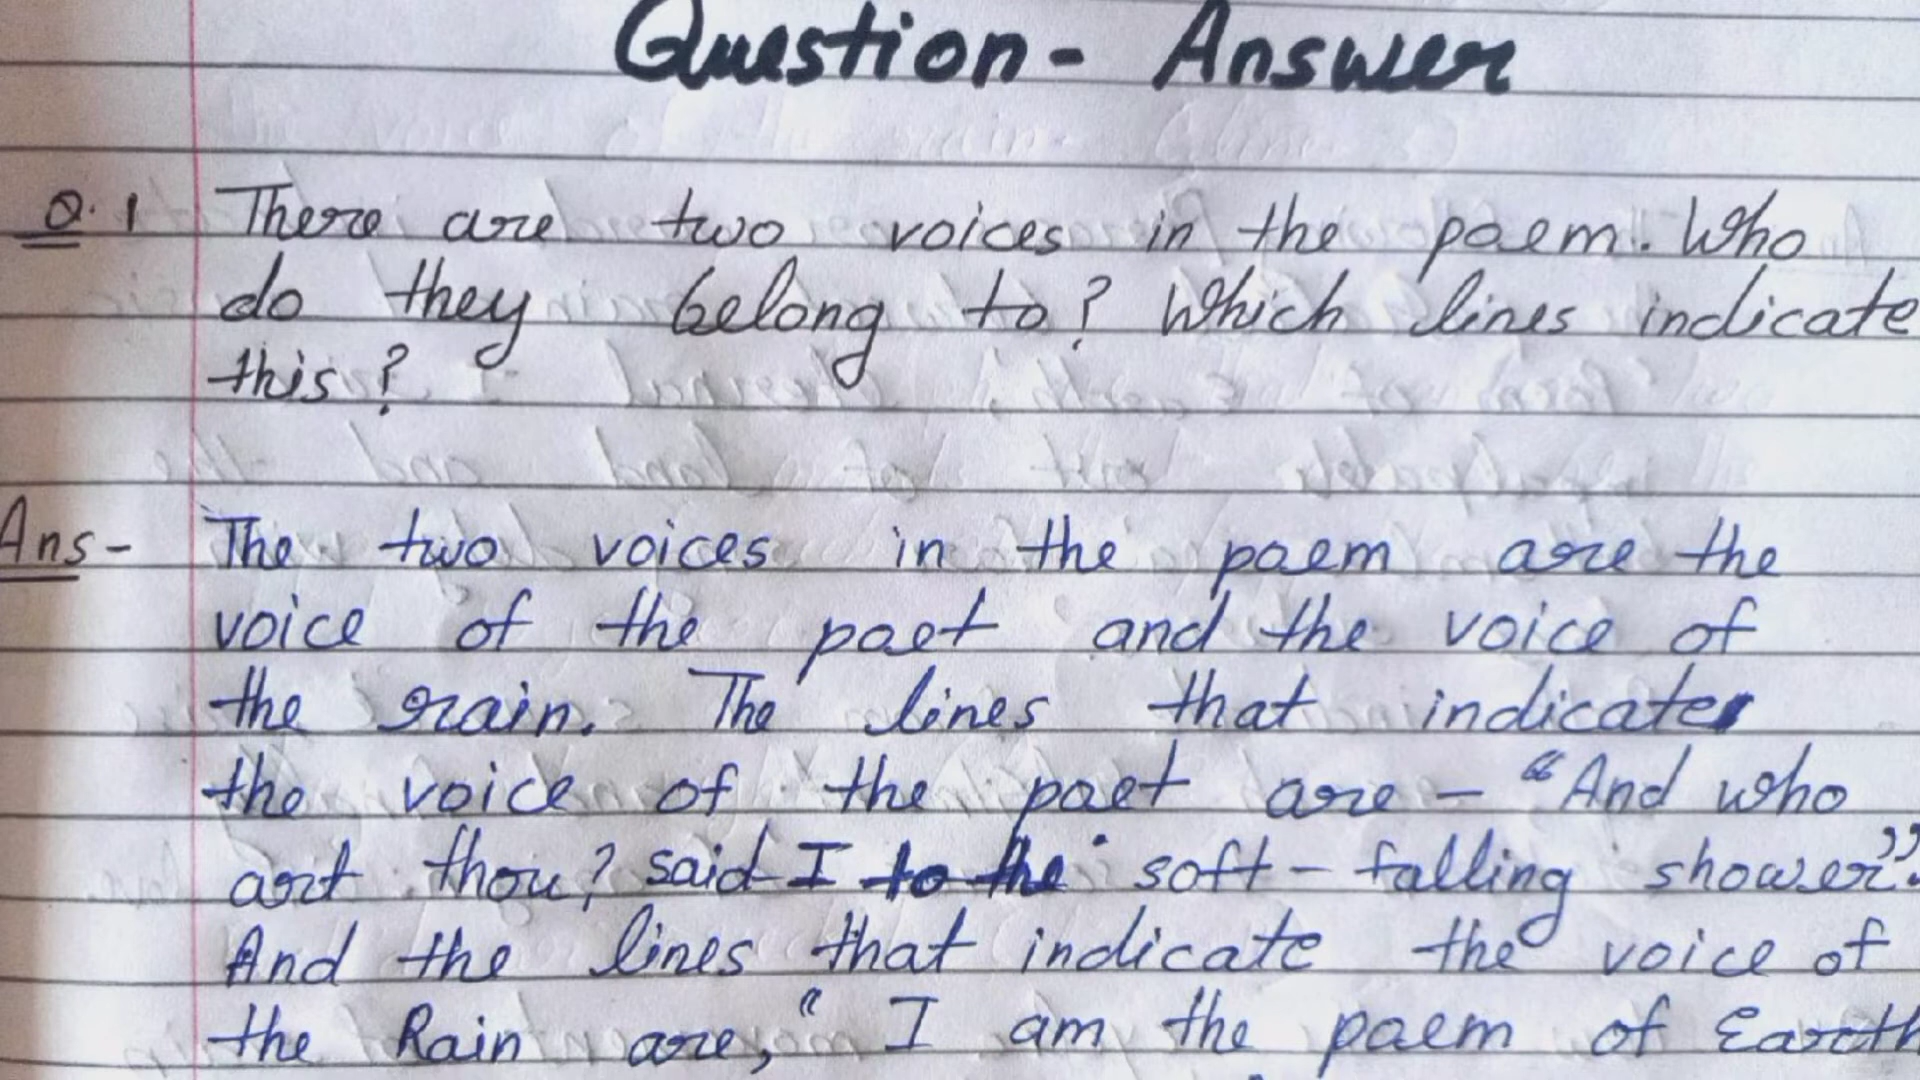 Question - Answer
Q.1 There are two voices in the poem. Who
do they belong to? Which lines indicate
this?
Ans- The two voices in the poem are the
voice of the poet and the voice of
the rain. The lines that indicate
the voice of the poet are - "And who
art thou? said I to the soft-falling shower".
And the lines that indicate the voice of
the Rain are, " I am the poem of Earth